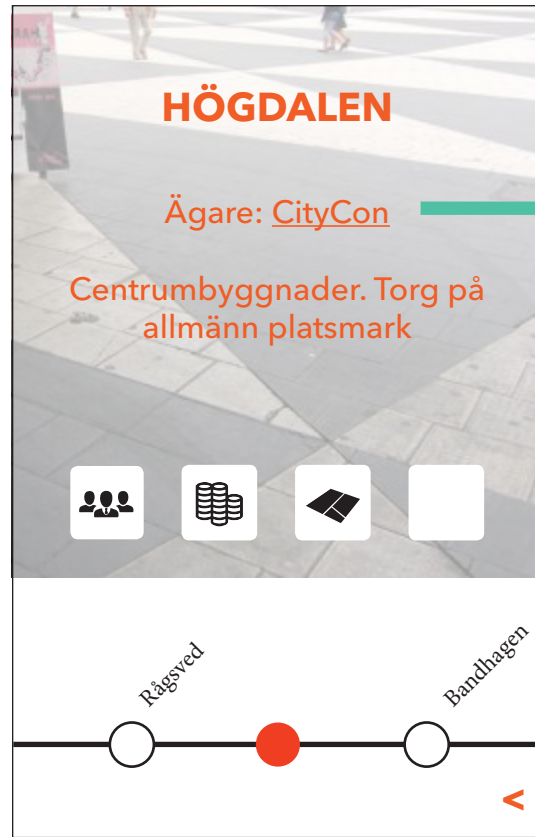 HÖGDALEN
Ägare: CityCon
Centrumbyggnader. Torg på
allmänn platsmark
Rågsved
Bandhagen
<